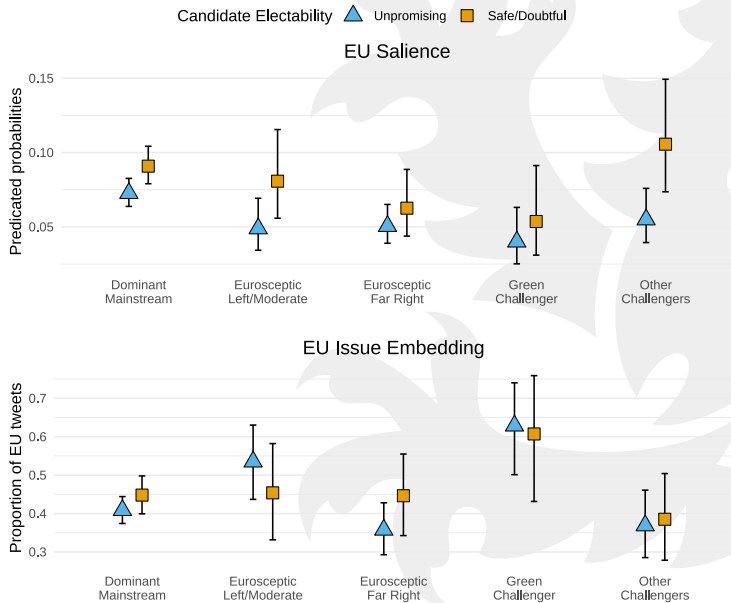 Candidate Electability Unpromising Safe/Doubtful
EU Salience
Predicated probabilities
0.15
0.10
0.05
Dominant Mainstream
Eurosceptic Left/Moderate
Eurosceptic Far Right
Green Challenger
Other Challengers
EU Issue Embedding
Proportion of EU tweets
0.7
0.6
0.5
0.4
0.3
Dominant Mainstream
Eurosceptic Left/Moderate
Eurosceptic Far Right
Green Challenger
Other Challengers